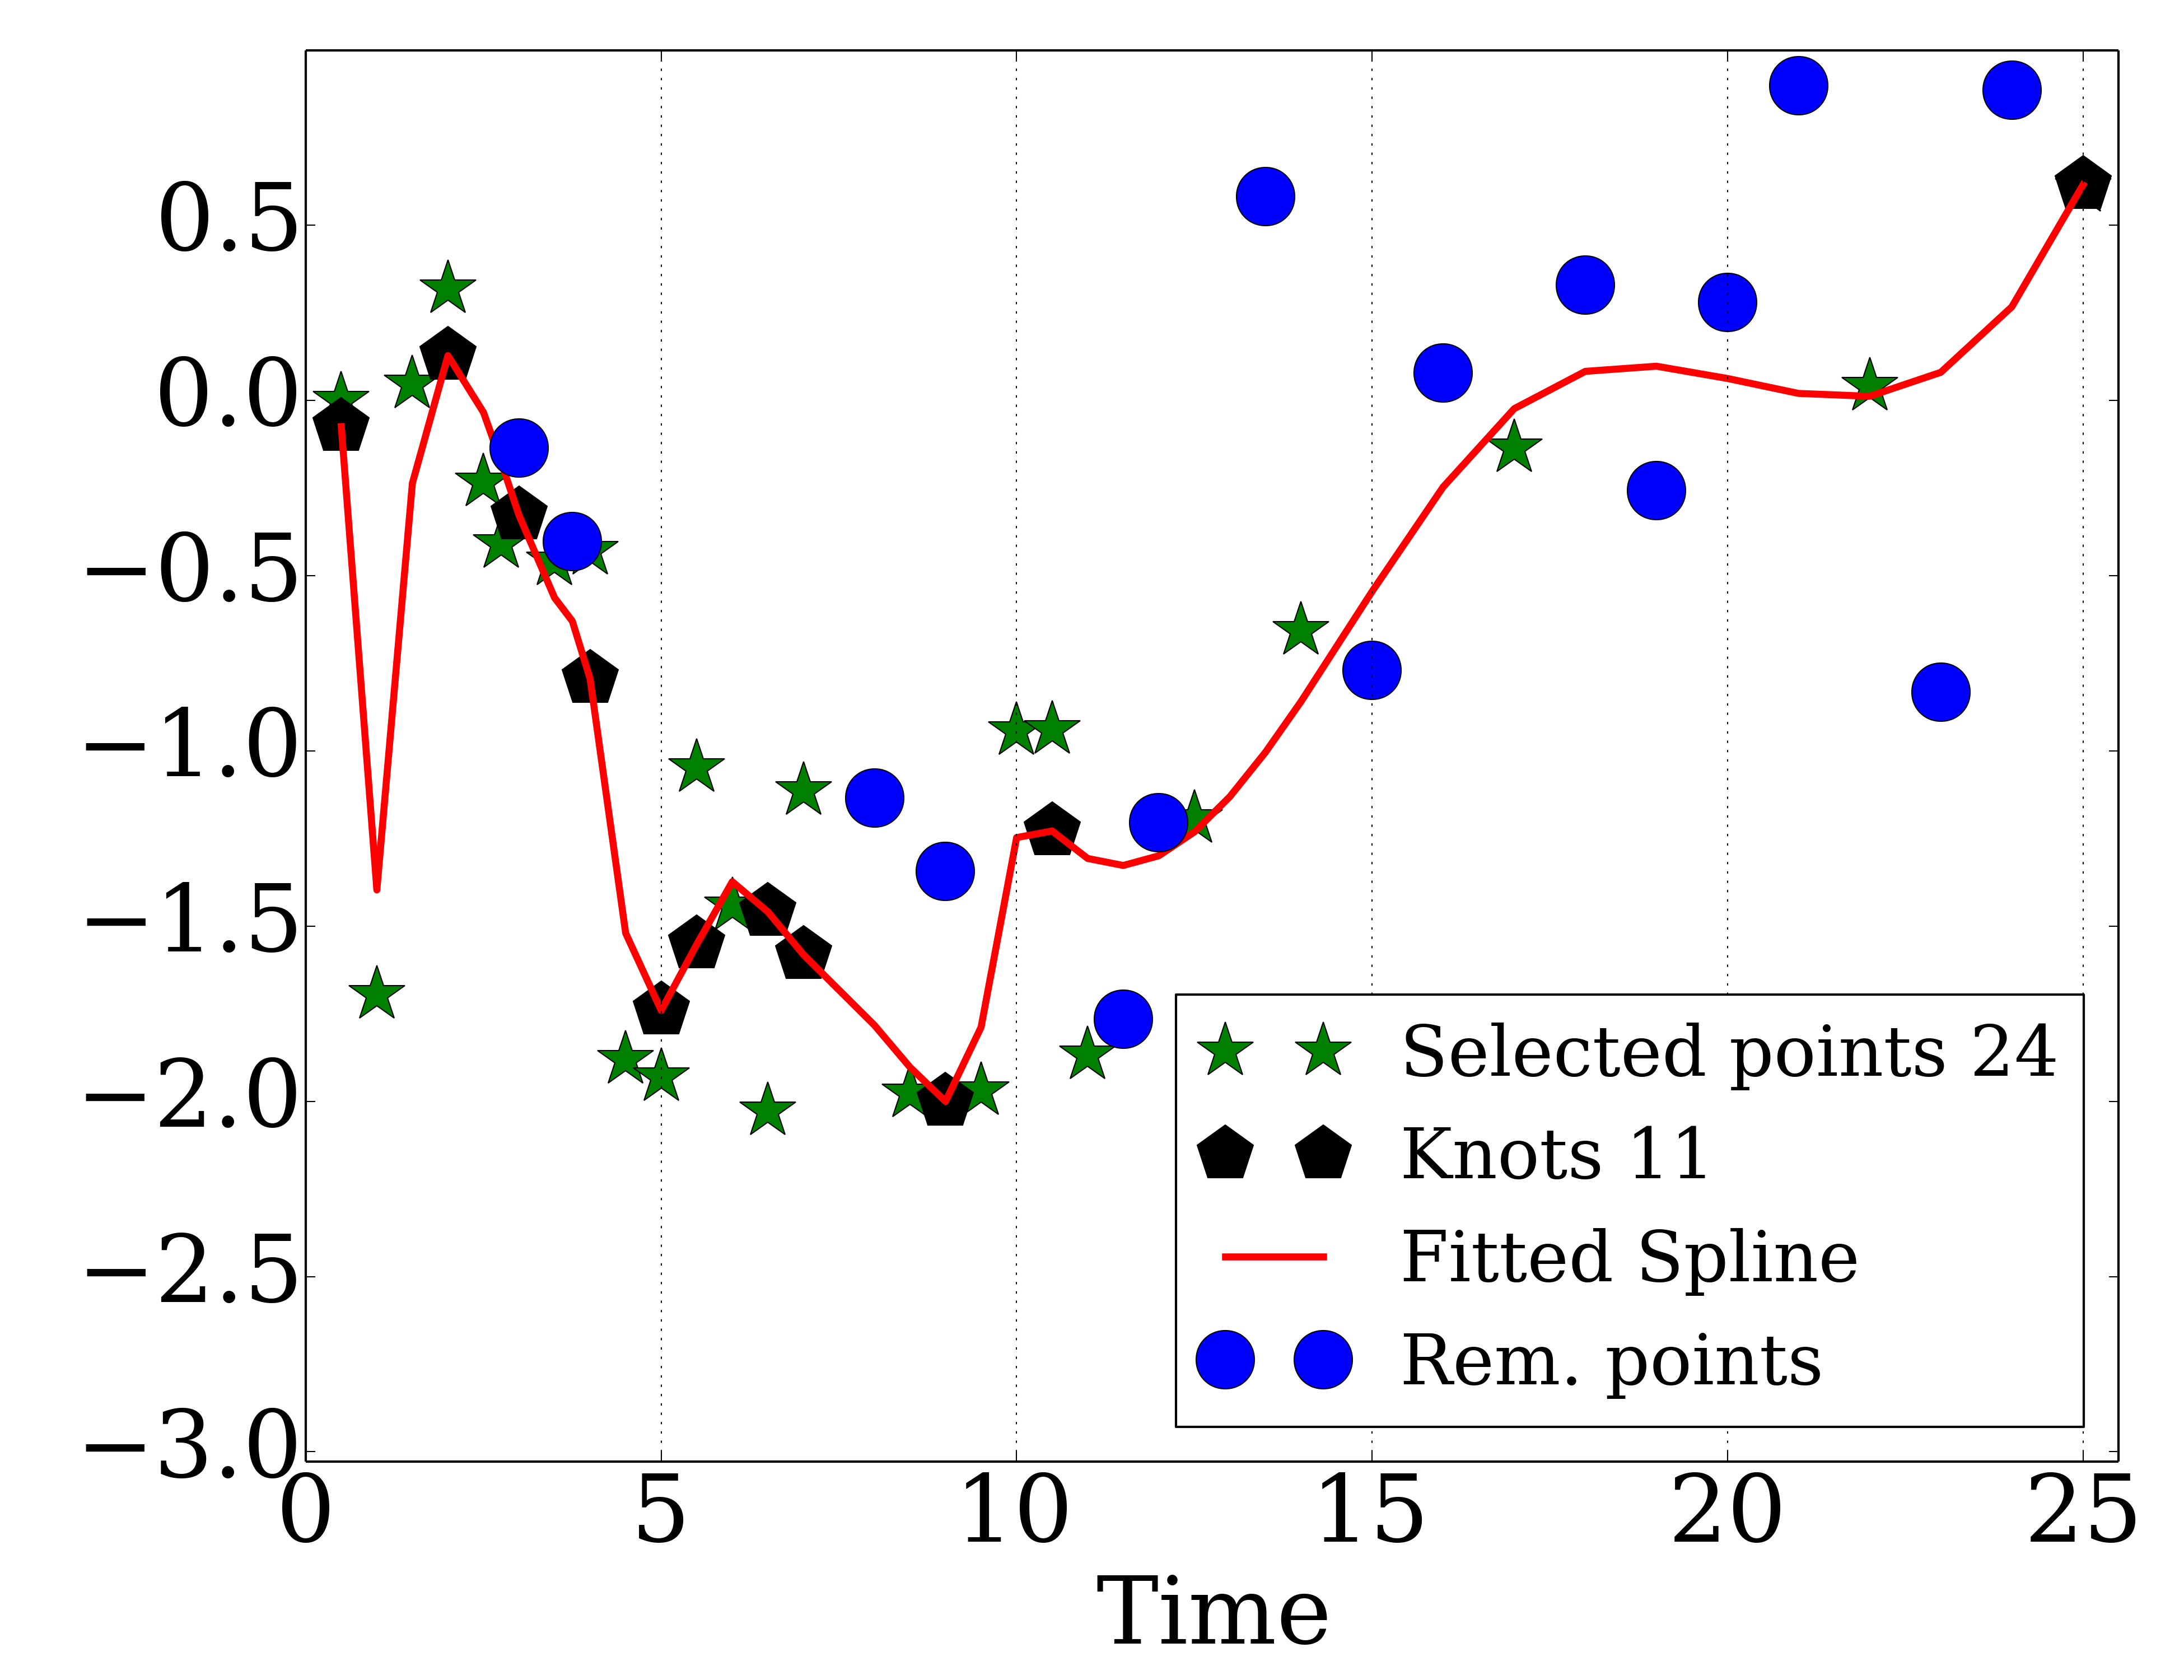 0.5
0.0
−0.5
−1.0
−1.5
−2.0
−2.5
−3.0
0 5 10 15 20 25
Time
Selected points 24
Knots 11
Fitted Spline
Rem. points